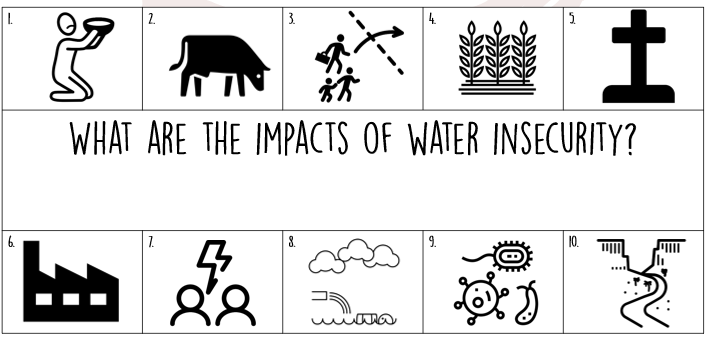 1. 2. 3. 4. 5.
WHAT ARE THE IMPACTS OF WATER INSECURITY?
6. 7. 8. 9. 10.